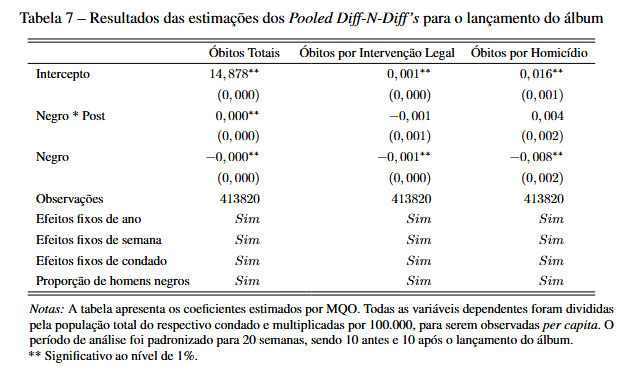 Tabela 7 – Resultados das estimações dos Pooled Diff-N-Diff's para o lançamento do álbum
Óbitos Totais Óbitos por Intervenção Legal Óbitos por Homicídio
Intercepto 14,878** 0,001** 0,016**
(0,000) (0,000) (0,001)
Negro * Post 0,000** −0,001 0,004
(0,000) (0,001) (0,002)
Negro −0,000** −0,001** −0,008**
(0,000) (0,000) (0,002)
Observações 413820 413820 413820
Efeitos fixos de ano Sim Sim Sim
Efeitos fixos de semana Sim Sim Sim
Efeitos fixos de condado Sim Sim Sim
Proporção de homens negros Sim Sim Sim
Notas: A tabela apresenta os coeficientes estimados por MQO. Todas as variáveis dependentes foram divididas
pela população total do respectivo condado e multiplicadas por 100.000, para serem observadas per capita. O
período de análise foi padronizado para 20 semanas, sendo 10 antes e 10 após o lançamento do álbum.
** Significativo ao nível de 1%.